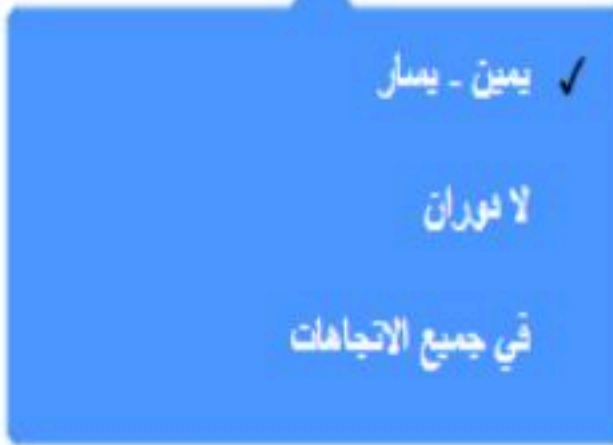 ✓ يمين - يسار
لا دوران
في جميع الاتجاهات